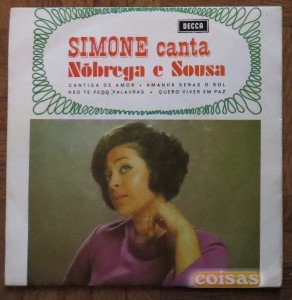 DECCA
SIMONE canta
Nóbrega e Sousa
CANTIGA DE AMOR • AMANHÃ SERÁS O SOL
NÃO TE PEÇO PALAVRAS • QUERO VIVER EM PAZ
coisas